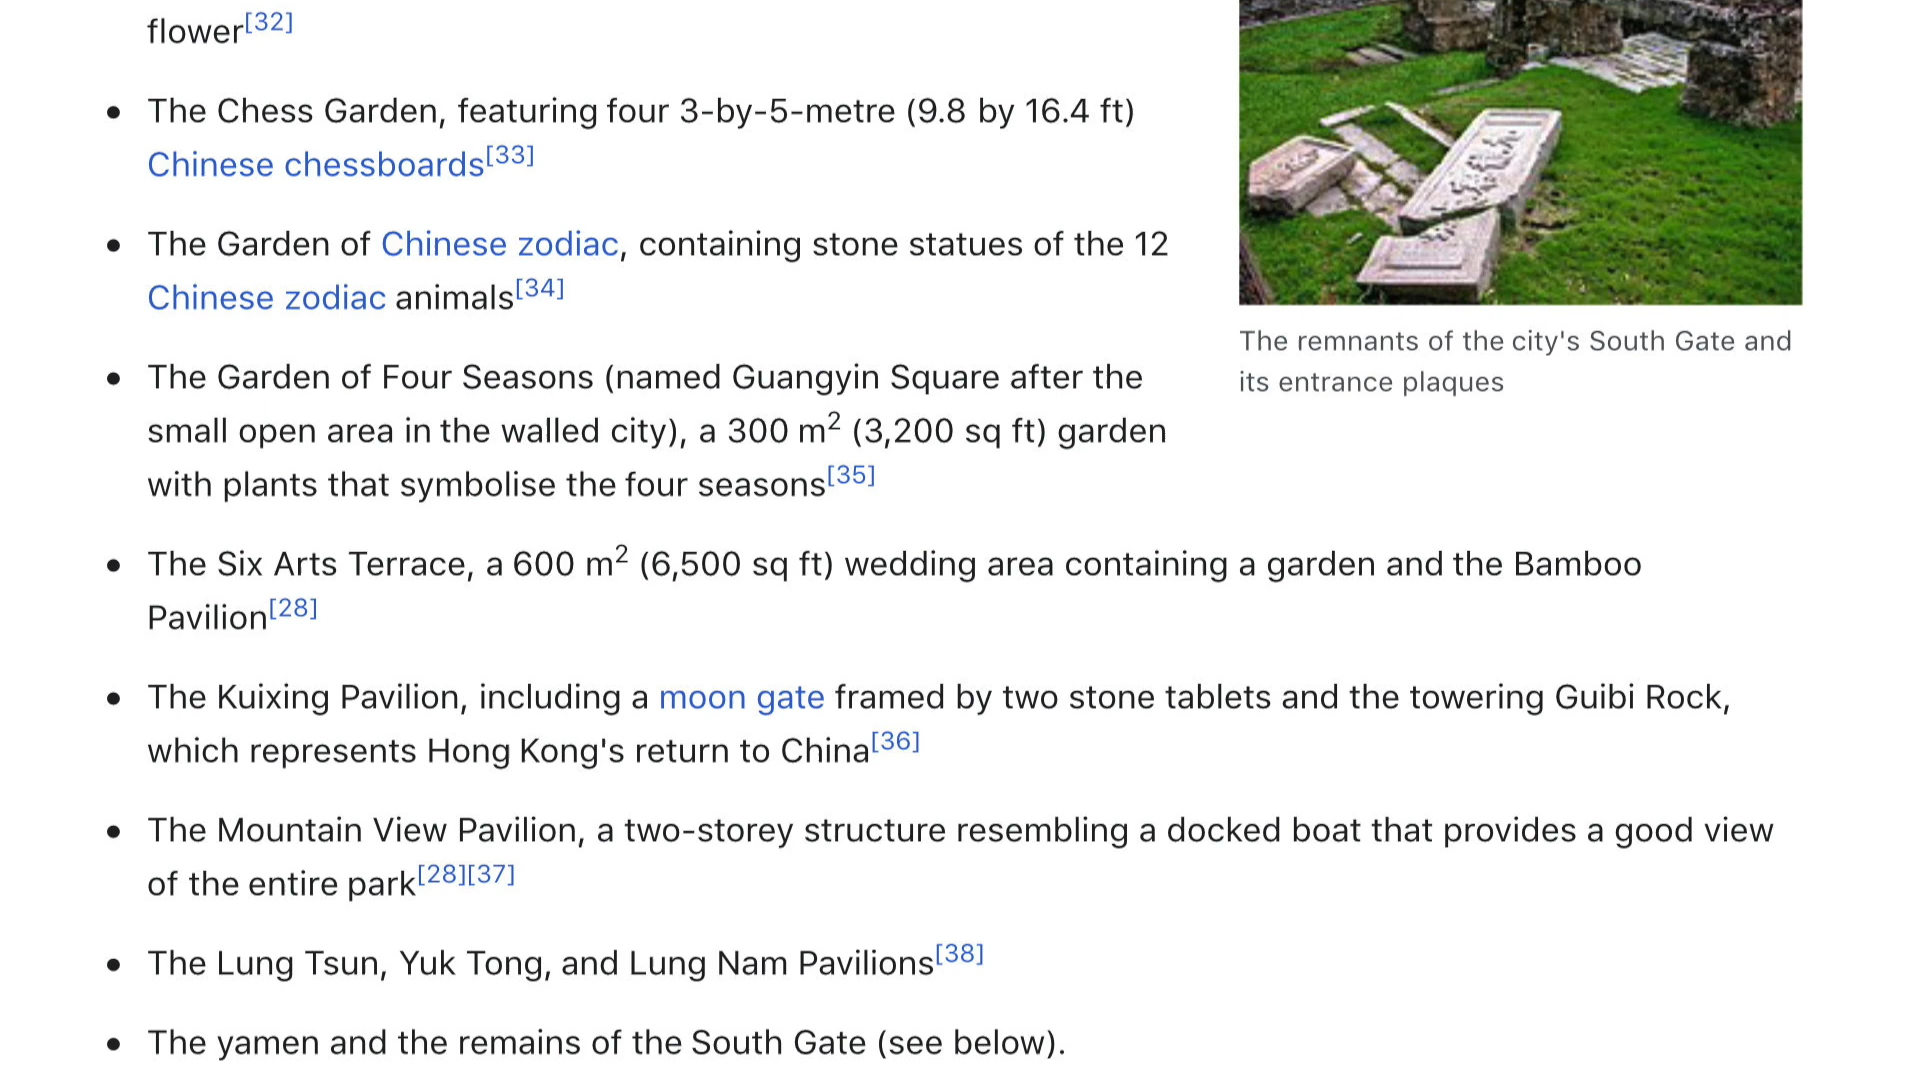 flower[32]
The Chess Garden, featuring four 3-by-5-metre (9.8 by 16.4 ft)
Chinese chessboards[33]
The Garden of Chinese zodiac, containing stone statues of the 12
Chinese zodiac animals[34]
The Garden of Four Seasons (named Guangyin Square after the
small open area in the walled city), a 300 m² (3,200 sq ft) garden
with plants that symbolise the four seasons[35]
The Six Arts Terrace, a 600 m² (6,500 sq ft) wedding area containing a garden and the Bamboo
Pavilion[28]
The Kuixing Pavilion, including a moon gate framed by two stone tablets and the towering Guibi Rock,
which represents Hong Kong's return to China[36]
The Mountain View Pavilion, a two-storey structure resembling a docked boat that provides a good view
of the entire park[28][37]
The Lung Tsun, Yuk Tong, and Lung Nam Pavilions[38]
The yamen and the remains of the South Gate (see below).
The remnants of the city's South Gate and
its entrance plaques